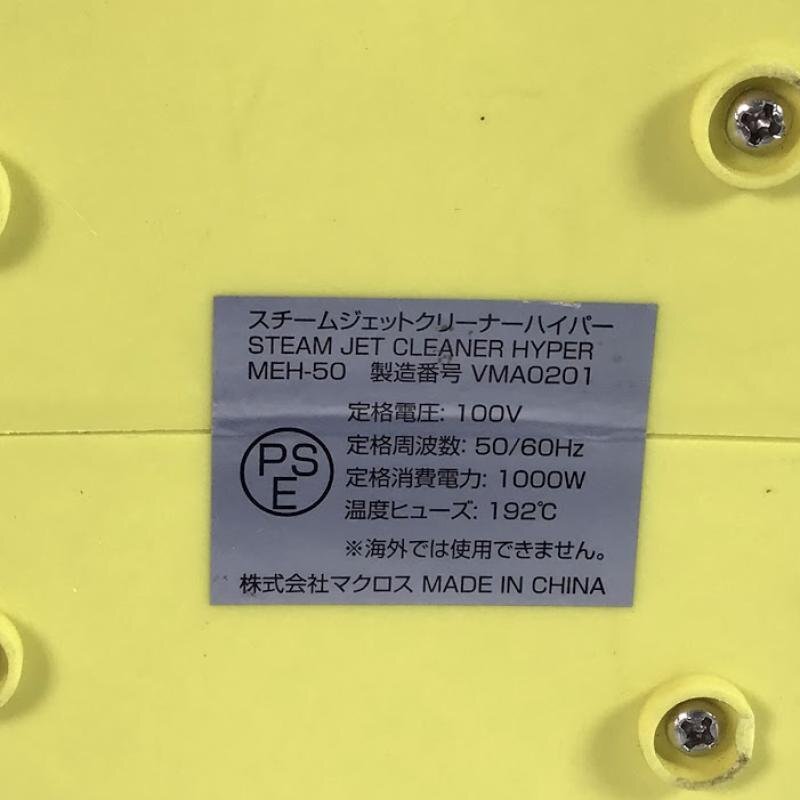 スチームジェットクリーナーハイパー
STEAM JET CLEANER HYPER
MEH-50 製造番号 VMA0201
定格電圧: 100V
PSE
定格周波数: 50/60Hz
定格消費電力: 1000W
温度ヒューズ: 192℃
※海外では使用できません。
株式会社マクロス MADE IN CHINA